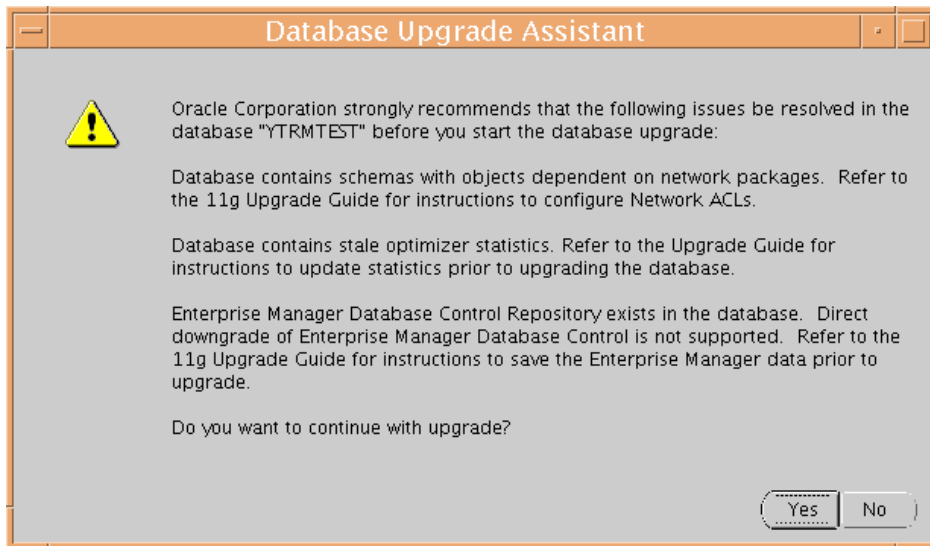 Database Upgrade Assistant
Oracle Corporation strongly recommends that the following issues be resolved in the
database "YTRMTEST" before you start the database upgrade:
Database contains schemas with objects dependent on network packages.  Refer to
the 11g Upgrade Guide for instructions to configure Network ACLs.
Database contains stale optimizer statistics. Refer to the Upgrade Guide for
instructions to update statistics prior to upgrading the database.
Enterprise Manager Database Control Repository exists in the database.  Direct
downgrade of Enterprise Manager Database Control is not supported.  Refer to the
11g Upgrade Guide for instructions to save the Enterprise Manager data prior to
upgrade.
Do you want to continue with upgrade?
Yes No